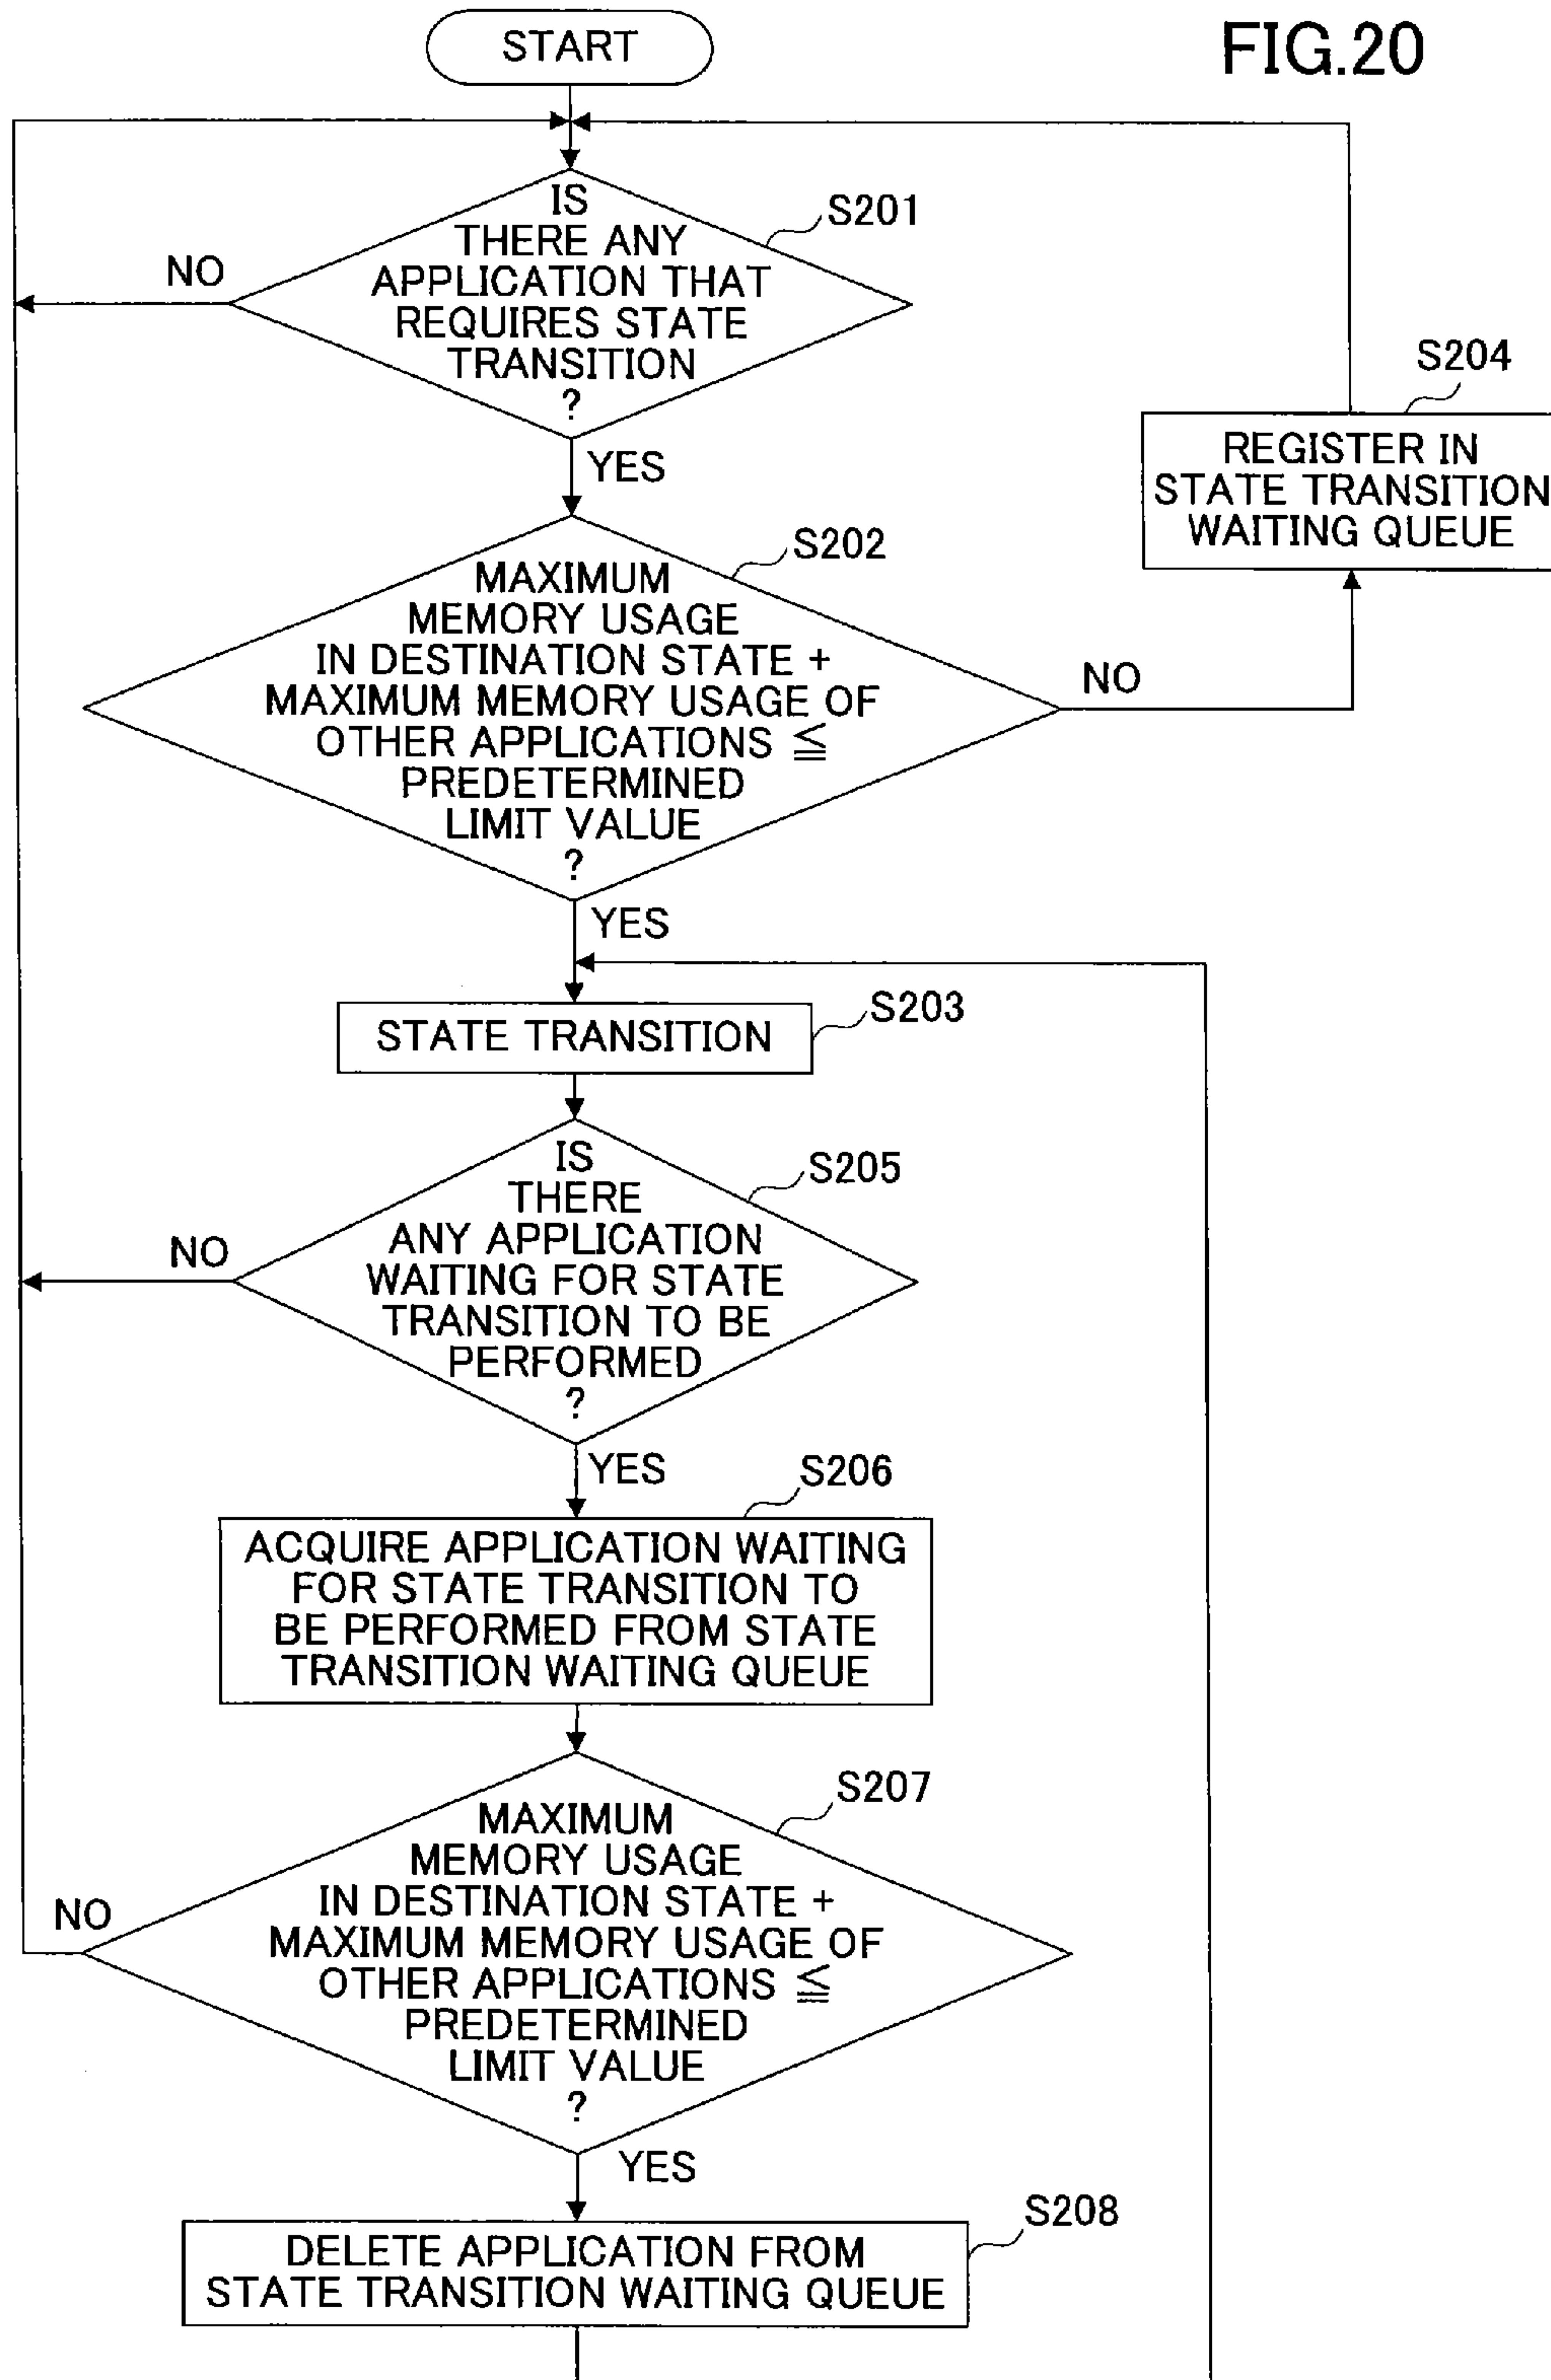 FIG.20
START
IS
THERE ANY
APPLICATION THAT
REQUIRES STATE
TRANSITION
?
S201
NO
YES
S204
REGISTER IN
STATE TRANSITION
WAITING QUEUE
S202
MAXIMUM
MEMORY USAGE
IN DESTINATION STATE +
MAXIMUM MEMORY USAGE OF
OTHER APPLICATIONS ≦
PREDETERMINED
LIMIT VALUE
?
NO
YES
S203
STATE TRANSITION
S205
IS
THERE
ANY APPLICATION
WAITING FOR STATE
TRANSITION TO BE
PERFORMED
?
NO
YES
S206
ACQUIRE APPLICATION WAITING
FOR STATE TRANSITION TO
BE PERFORMED FROM STATE
TRANSITION WAITING QUEUE
S207
MAXIMUM
MEMORY USAGE
IN DESTINATION STATE +
MAXIMUM MEMORY USAGE OF
OTHER APPLICATIONS ≦
PREDETERMINED
LIMIT VALUE
?
NO
YES
S208
DELETE APPLICATION FROM
STATE TRANSITION WAITING QUEUE